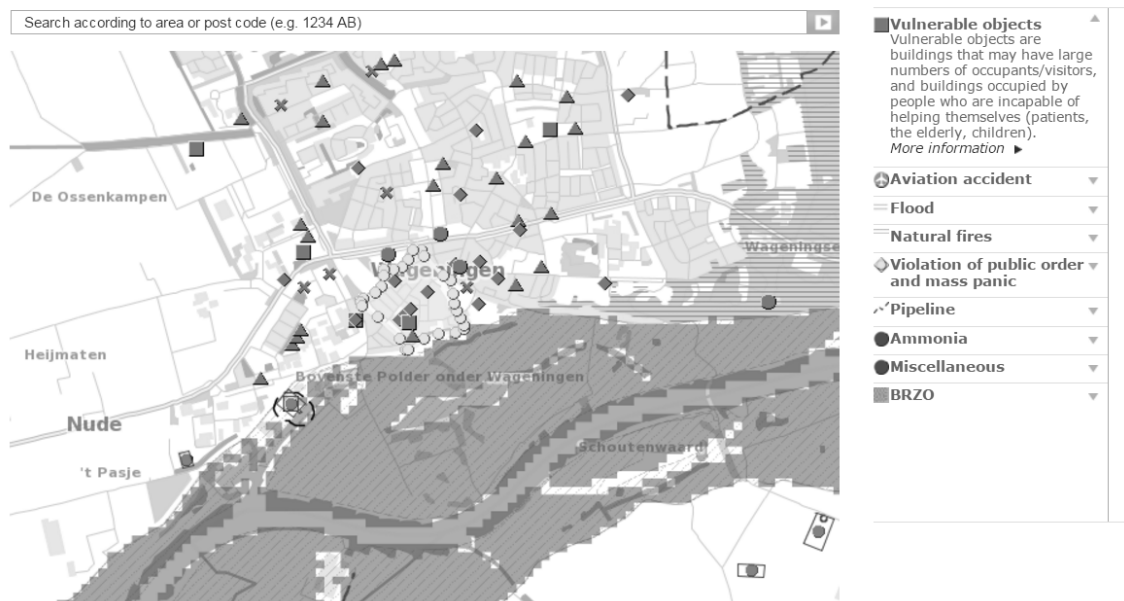 Search according to area or post code (e.g. 1234 AB)
De Ossenkampen
Wageningse
Wageningen
Heijmaten
Bovenste Polder onder Wageningen
Nude
Schoutenwaard
't Pasje
Vulnerable objects
Vulnerable objects are
buildings that may have large
numbers of occupants/visitors,
and buildings occupied by
people who are incapable of
helping themselves (patients,
the elderly, children).
More information
Aviation accident
Flood
Natural fires
Violation of public order
and mass panic
Pipeline
Ammonia
Miscellaneous
BRZO